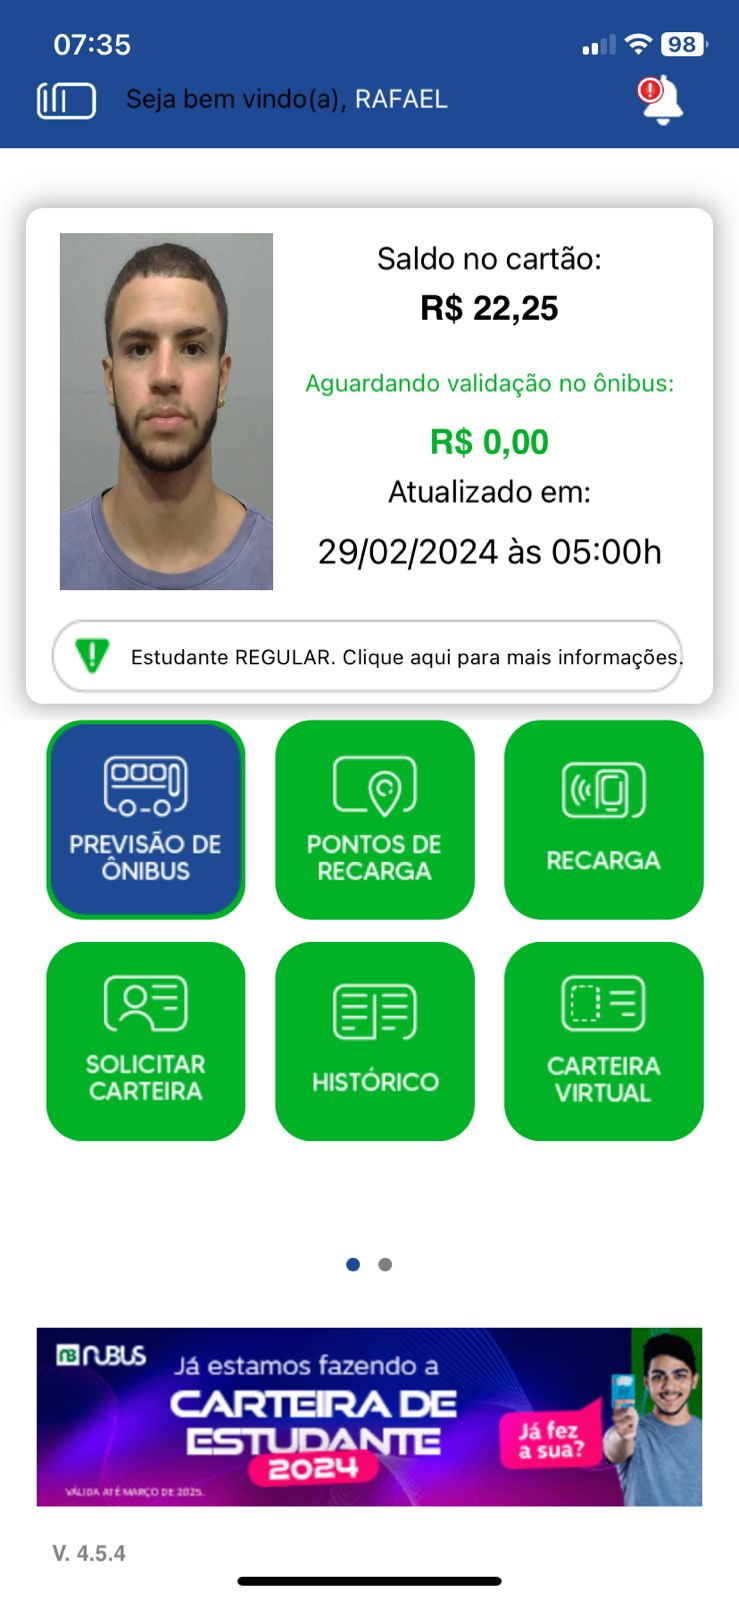 07:35
98
Seja bem vindo(a), RAFAEL
Saldo no cartão:
R$ 22,25
Aguardando validação no ônibus:
R$ 0,00
Atualizado em:
29/02/2024 às 05:00h
Estudante REGULAR. Clique aqui para mais informações.
PREVISÃO DE
ÔNIBUS
PONTOS DE
RECARGA
RECARGA
SOLICITAR
CARTEIRA
HISTÓRICO
CARTEIRA
VIRTUAL
NUBUS
Já estamos fazendo a
CARTEIRA DE
ESTUDANTE
2024
Já fez
a sua?
VÁLIDA ATÉ MARÇO DE 2025.
V. 4.5.4